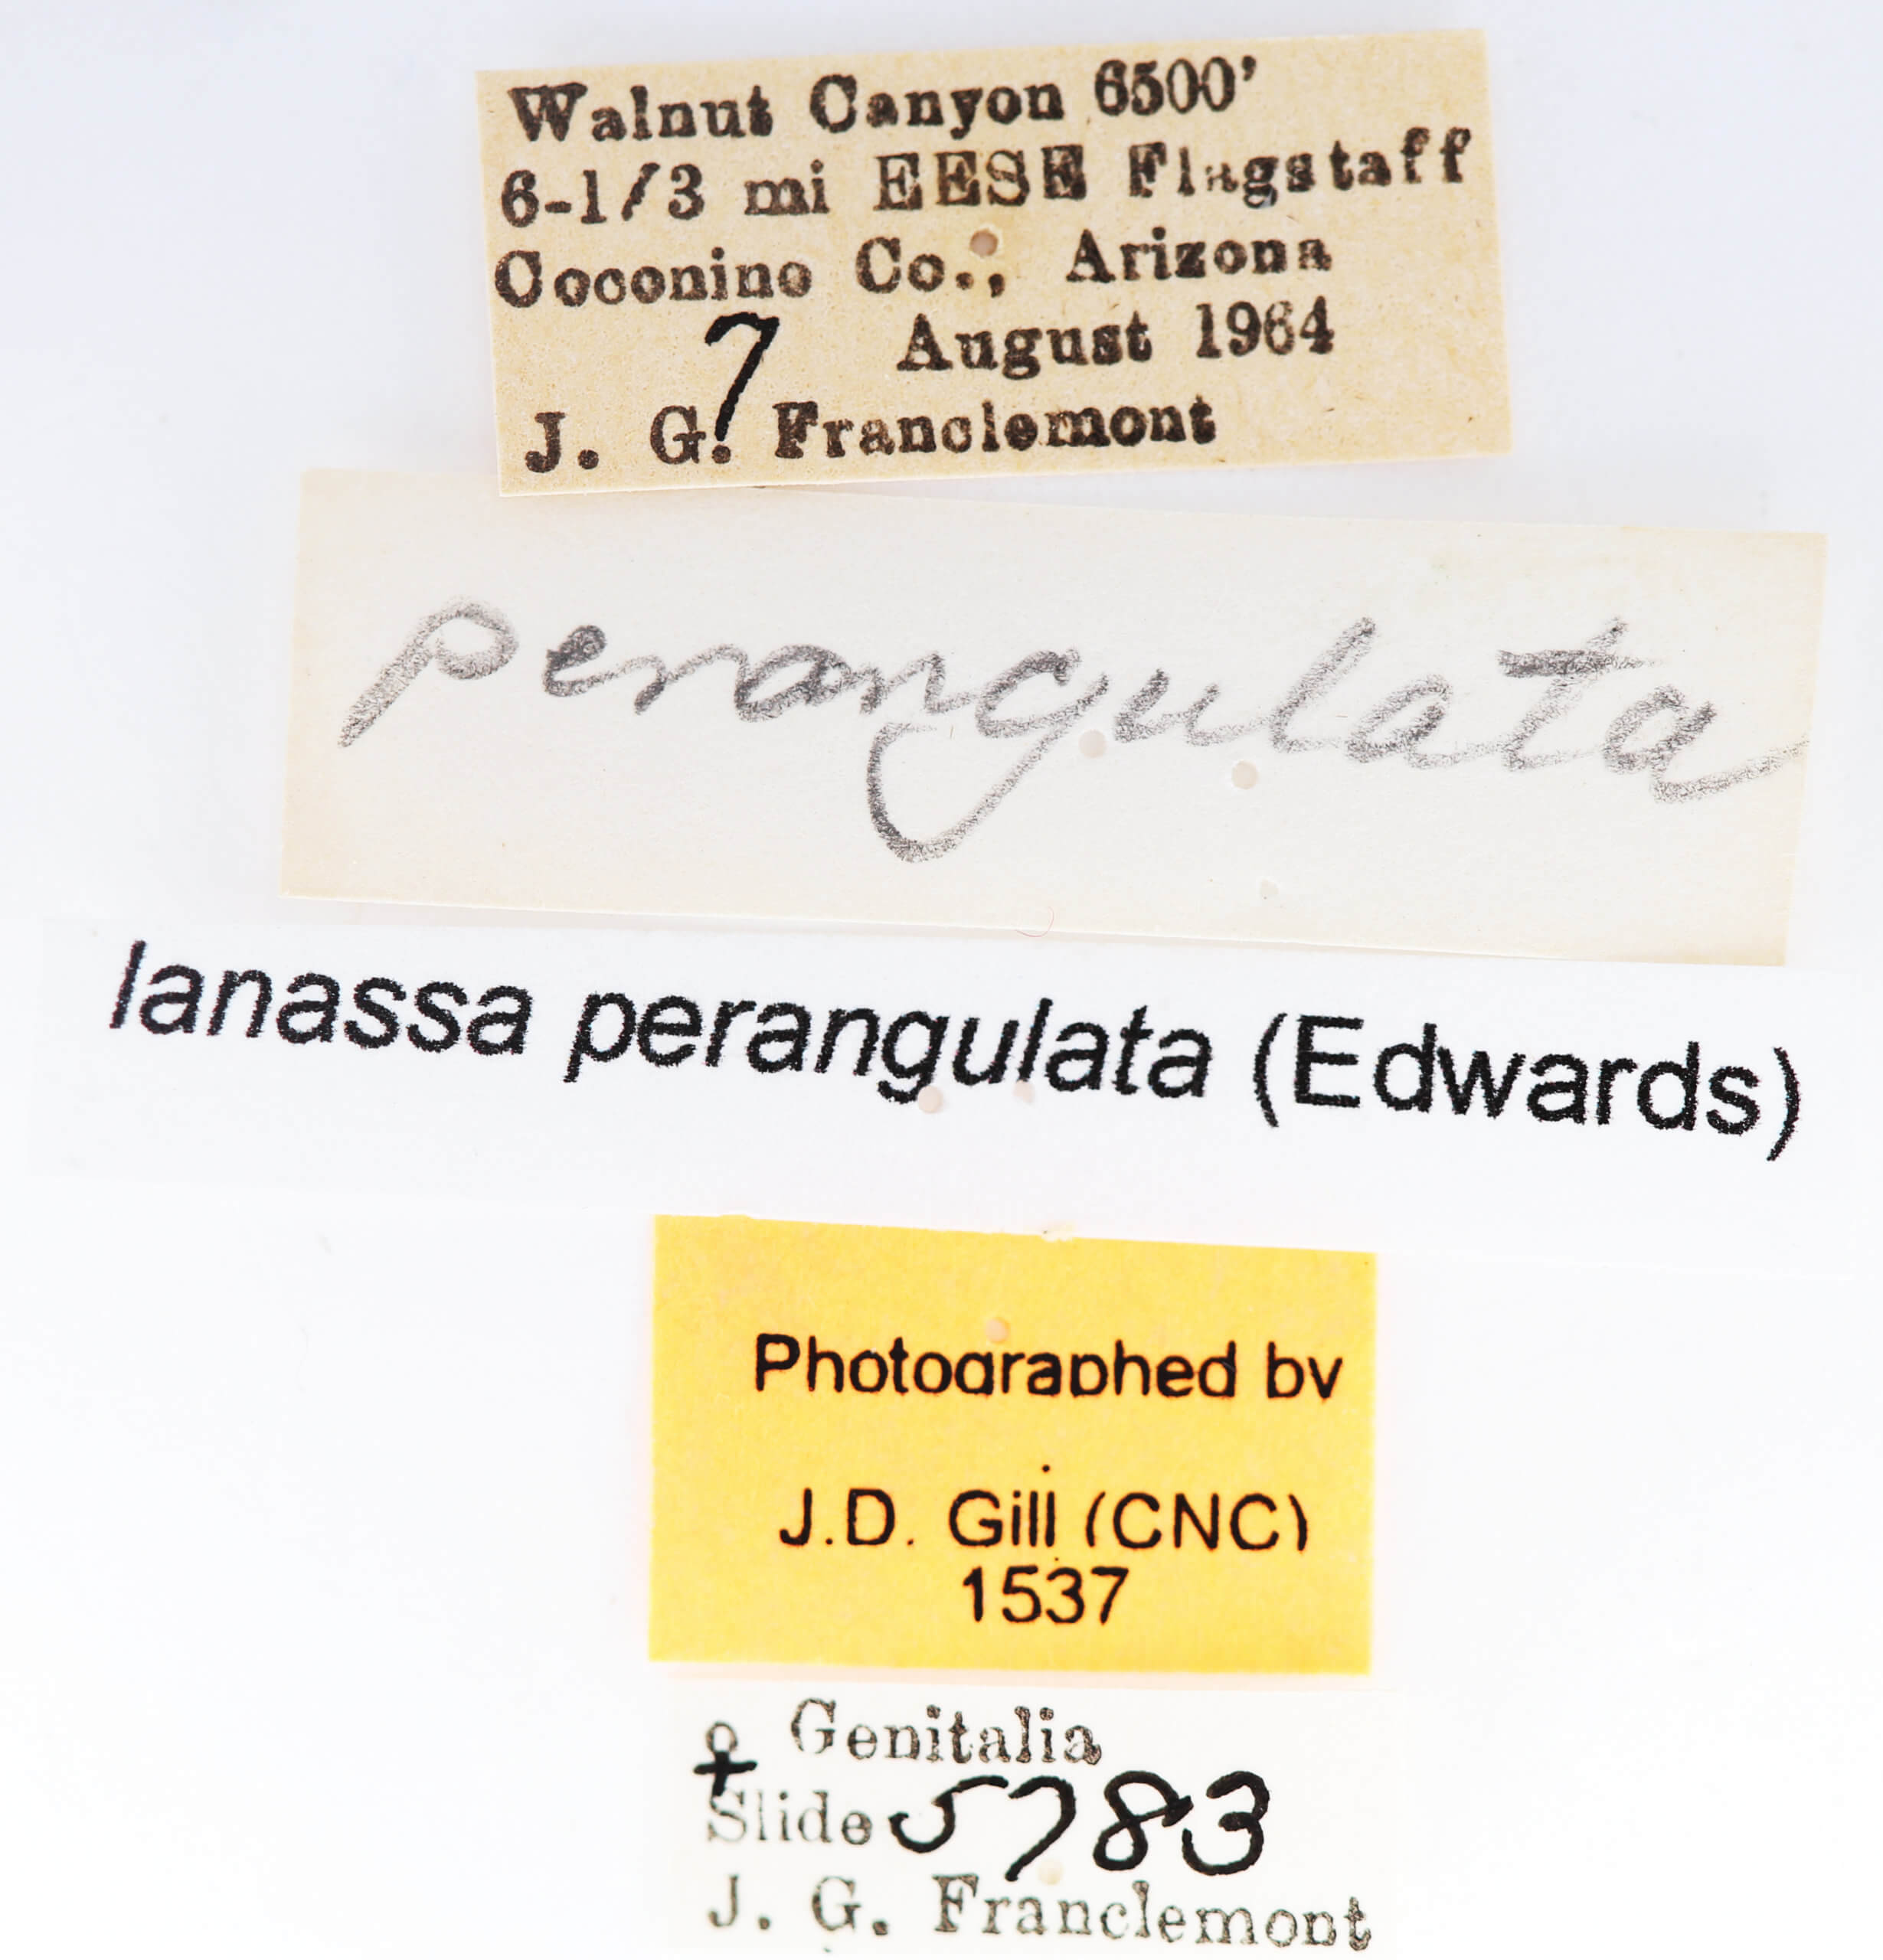 Walnut Canyon 6500'
6-1/3 mi EESE Flagstaff
Coconino Co., Arizona
7 August 1964
J. G. Franclemont
perangulata
Ianassa perangulata (Edwards)
Photographed by
J.D. Gill (CNC)
1537
♀ Genitalia
Slide 5783
J. G. Franclemont